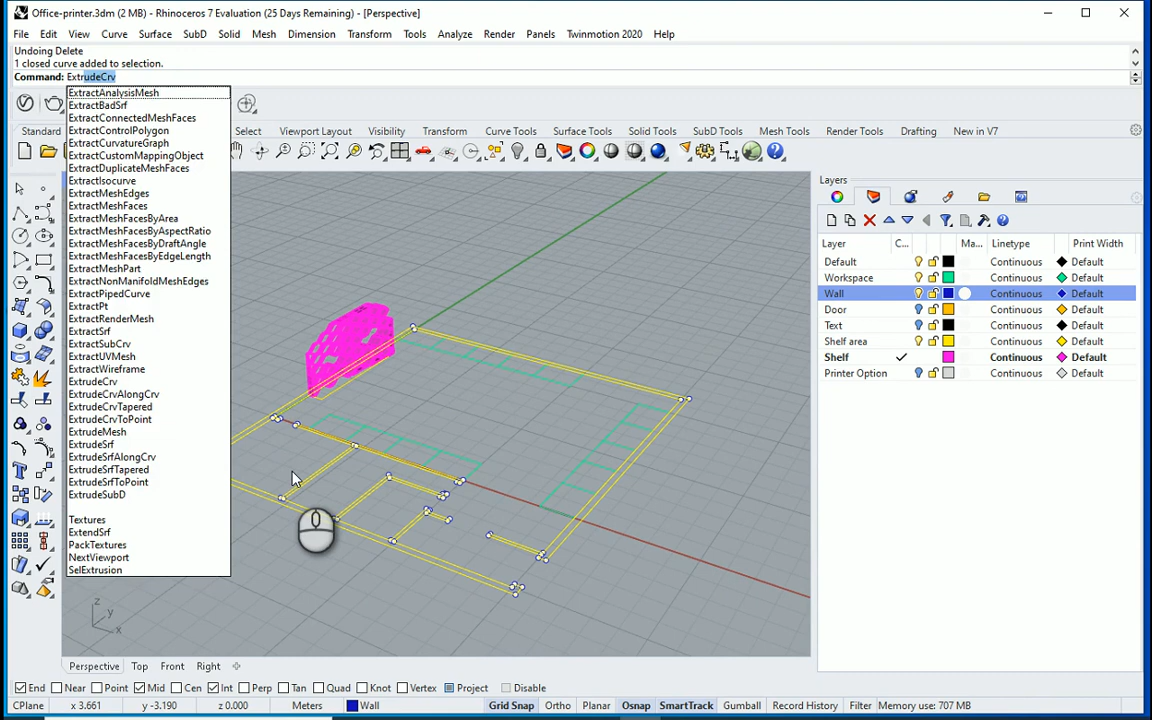 Office-printer.3dm (2 MB) - Rhinoceros 7 Evaluation (25 Days Remaining) - [Perspective]
File Edit View Curve Surface SubD Solid Mesh Dimension Transform Tools Analyze Render Panels Twinmotion 2020 Help
Undoing Delete
1 closed curve added to selection.
Command: ExtrudeCrv
ExtractAnalysisMesh
ExtractBadSrf
ExtractConnectedMeshFaces
ExtractControlPolygon
ExtractCurvatureGraph
ExtractCustomMappingObject
ExtractDuplicateMeshFaces
ExtractIsocurve
ExtractMeshEdges
ExtractMeshFaces
ExtractMeshFacesByArea
ExtractMeshFacesByAspectRatio
ExtractMeshFacesByDraftAngle
ExtractMeshFacesByEdgeLength
ExtractMeshPart
ExtractNonManifoldMeshEdges
ExtractPipedCurve
ExtractPt
ExtractRenderMesh
ExtractSrf
ExtractSubCrv
ExtractUVMesh
ExtractWireframe
ExtrudeCrv
ExtrudeCrvAlongCrv
ExtrudeCrvTapered
ExtrudeCrvToPoint
ExtrudeMesh
ExtrudeSrf
ExtrudeSrfAlongCrv
ExtrudeSrfTapered
ExtrudeSrfToPoint
ExtrudeSubD
Textures
ExtendSrf
PackTextures
NextViewport
SelExtrusion
Standard Select Viewport Layout Visibility Transform Curve Tools Surface Tools Solid Tools SubD Tools Mesh Tools Render Tools Drafting New in V7
Layers
Layer C... Ma... Linetype Print Width
Default Continuous Default
Workspace Continuous Default
Wall Continuous Default
Door Continuous Default
Text Continuous Default
Shelf area Continuous Default
Shelf Continuous Default
Printer Option Continuous Default
z
y
x
Perspective Top Front Right
End Near Point Mid Cen Int Perp Tan Quad Knot Vertex Project Disable
CPlane x 3.661 y -3.190 z 0.000 Meters Wall Grid Snap Ortho Planar Osnap SmartTrack Gumball Record History Filter Memory use: 707 MB